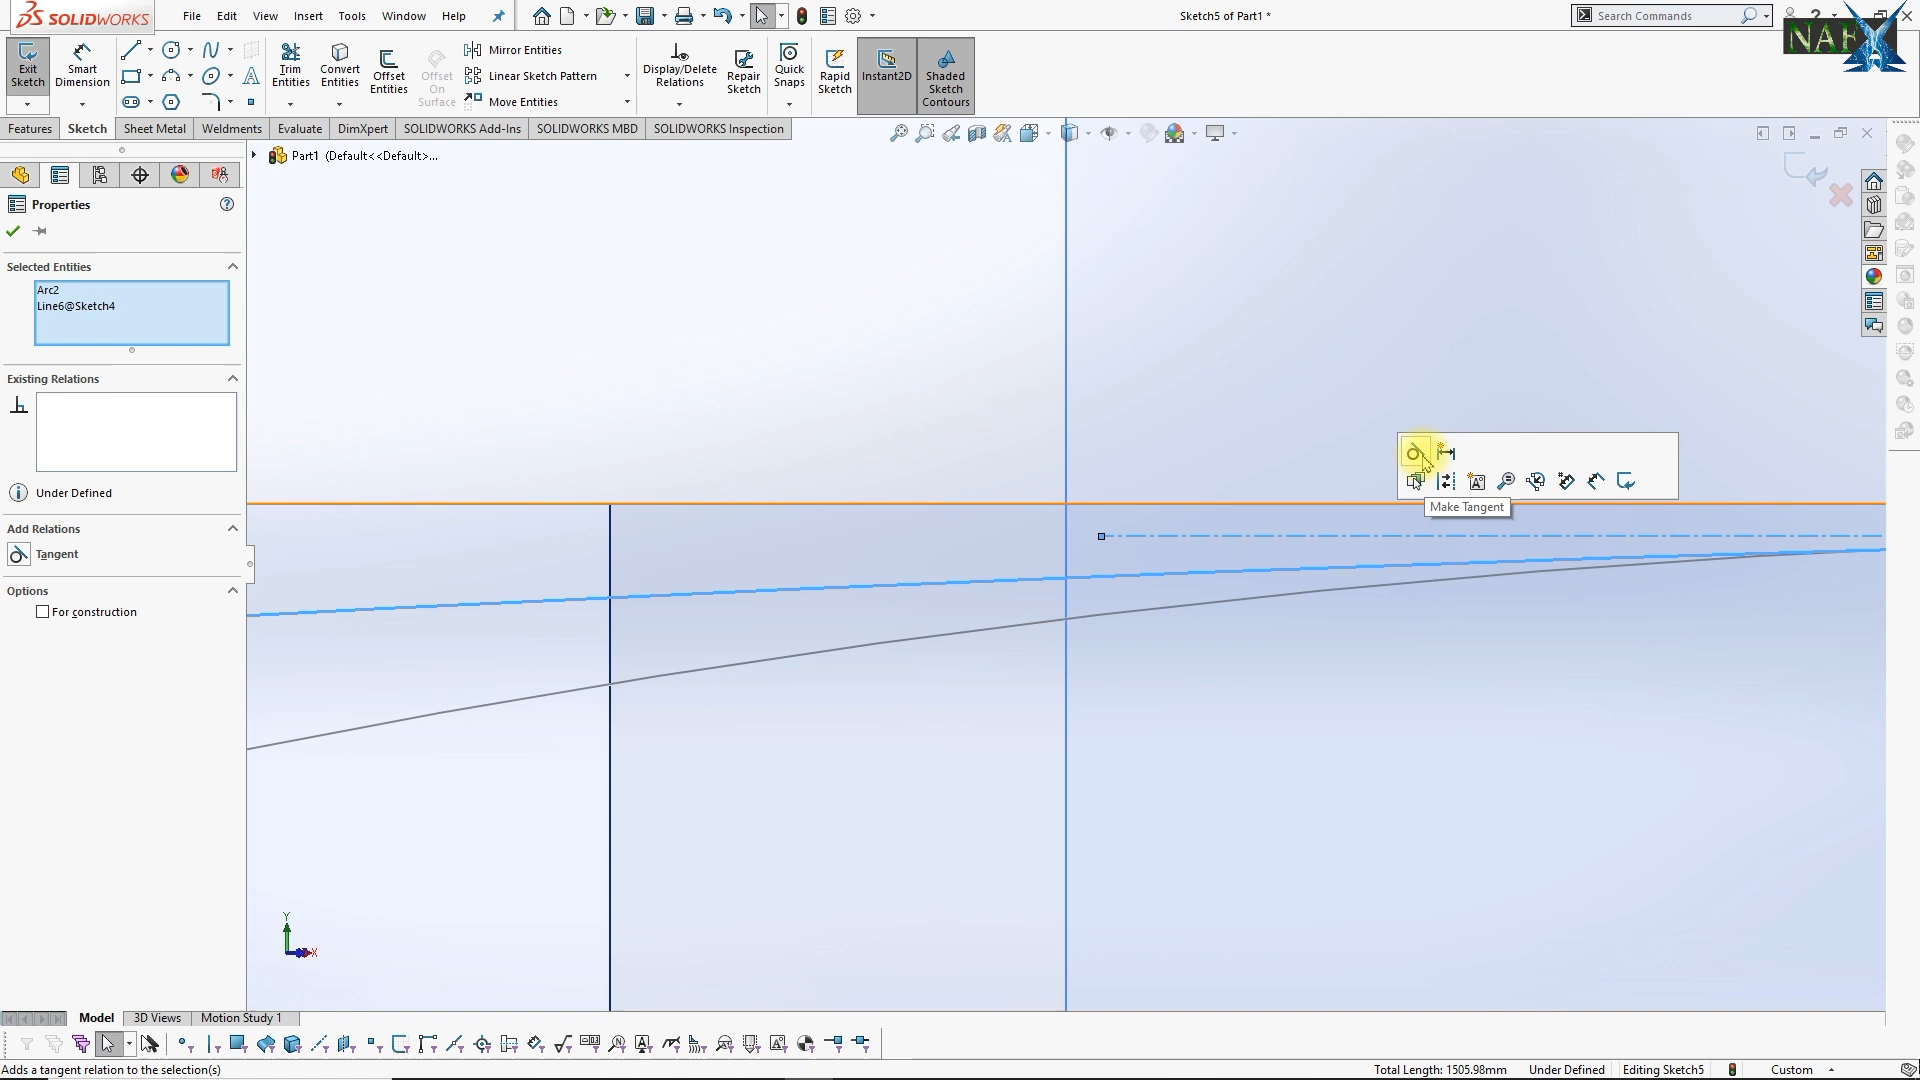 SOLIDWORKS
File Edit View Insert Tools Window Help
Sketch5 of Part1 *
Search Commands
NAFX
Exit Sketch
Smart Dimension
Trim Entities
Convert Entities
Offset Entities
Offset On Surface
Mirror Entities
Linear Sketch Pattern
Move Entities
Display/Delete Relations
Repair Sketch
Quick Snaps
Rapid Sketch
Instant2D
Shaded Sketch Contours
Features Sketch Sheet Metal Weldments Evaluate DimXpert SOLIDWORKS Add-Ins SOLIDWORKS MBD SOLIDWORKS Inspection
Part1 (Default<<Default>...
Properties
Selected Entities
Arc2
Line6@Sketch4
Existing Relations
Under Defined
Add Relations
Tangent
Options
For construction
Make Tangent
Y
X
Model 3D Views Motion Study 1
Adds a tangent relation to the selection(s)
Total Length: 1505.98mm Under Defined Editing Sketch5 Custom